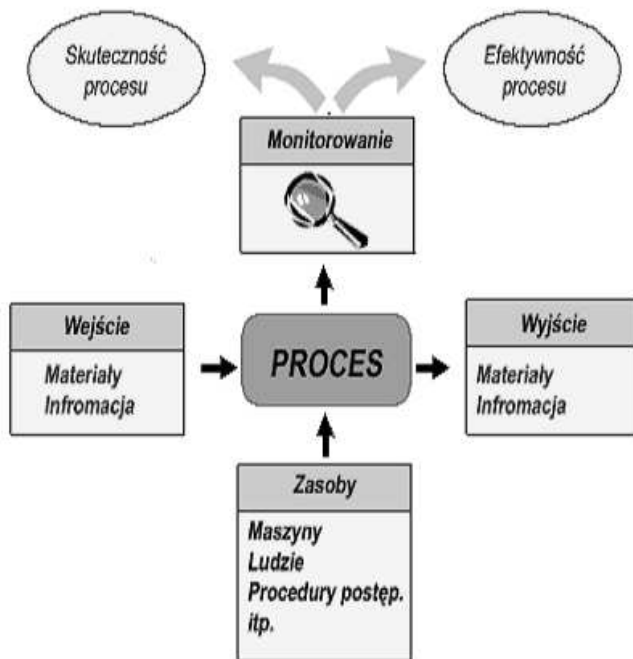 Skuteczność
procesu
Efektywność
procesu
Monitorowanie
Wejście
Materiały
Infromacja
PROCES
Wyjście
Materiały
Infromacja
Zasoby
Maszyny
Ludzie
Procedury postęp.
itp.